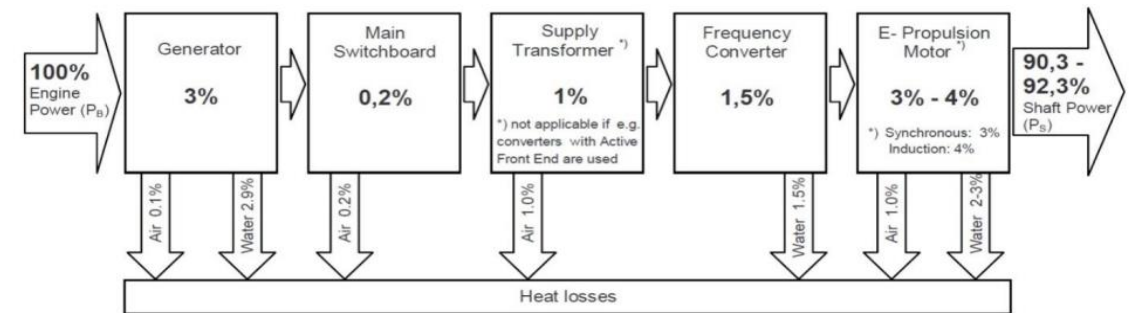 100%
Engine
Power (P_B)
Generator
3%
Main
Switchboard
0,2%
Supply
Transformer *)
1%
*) not applicable if e.g.
converters with Active
Front End are used
Frequency
Converter
1,5%
E- Propulsion
Motor *)
3% - 4%
*) Synchronous: 3%
Induction: 4%
90,3 -
92,3%
Shaft Power
(P_S)
Air 0.1%
Water 2.9%
Air 0.2%
Air 1.0%
Water 1.5%
Air 1.0%
Water 2-3%
Heat losses